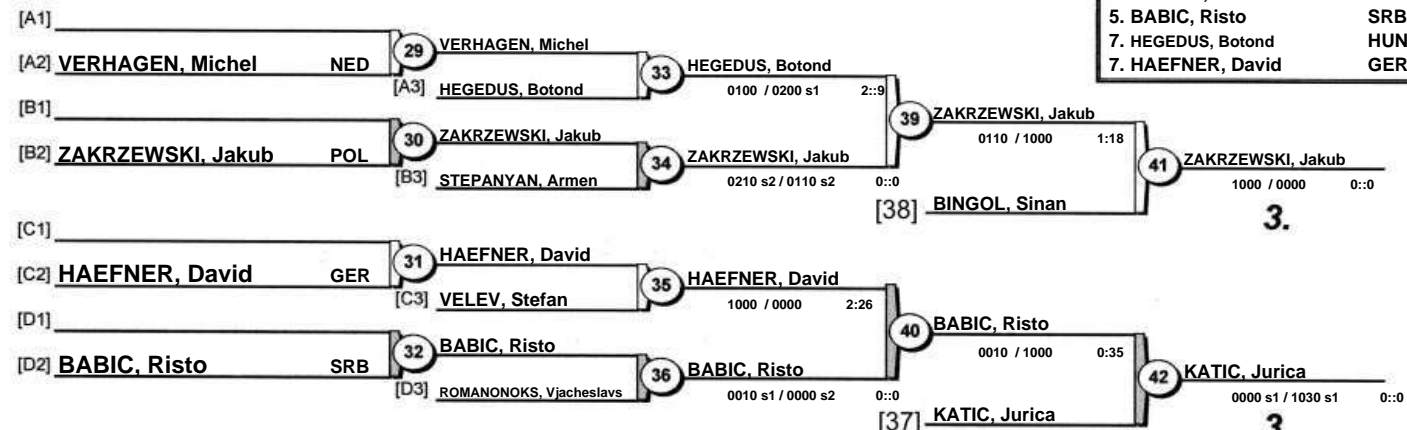 5. BABIC, Risto SRB
7. HEGEDUS, Botond HUN
7. HAEFNER, David GER
[A1]
[A2] VERHAGEN, Michel NED
29
VERHAGEN, Michel
[A3] HEGEDUS, Botond
33
HEGEDUS, Botond
0100 / 0200 s1 2::9
[B1]
[B2] ZAKRZEWSKI, Jakub POL
30
ZAKRZEWSKI, Jakub
[B3] STEPANYAN, Armen
34
ZAKRZEWSKI, Jakub
0210 s2 / 0110 s2 0::0
39
ZAKRZEWSKI, Jakub
0110 / 1000 1:18
[38] BINGOL, Sinan
41
ZAKRZEWSKI, Jakub
1000 / 0000 0::0
3.
[C1]
[C2] HAEFNER, David GER
31
HAEFNER, David
[C3] VELEV, Stefan
35
HAEFNER, David
1000 / 0000 2:26
[D1]
[D2] BABIC, Risto SRB
32
BABIC, Risto
[D3] ROMANONOKS, Vjacheslavs
36
BABIC, Risto
0010 s1 / 0000 s2 0::0
40
BABIC, Risto
0010 / 1000 0:35
[37] KATIC, Jurica
42
KATIC, Jurica
0000 s1 / 1030 s1 0::0
3